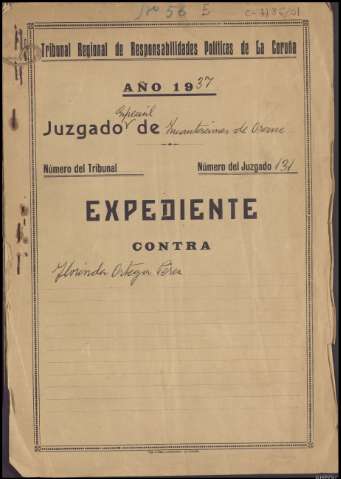 Nº 56 E
Tribunal Regional de Responsabilidades Políticas de La Coruña
AÑO 1937
Especial
Juzgado de Incautaciones de Orense
Número del Tribunal
Número del Juzgado 131
EXPEDIENTE
CONTRA
Florinda Ortega Pérez